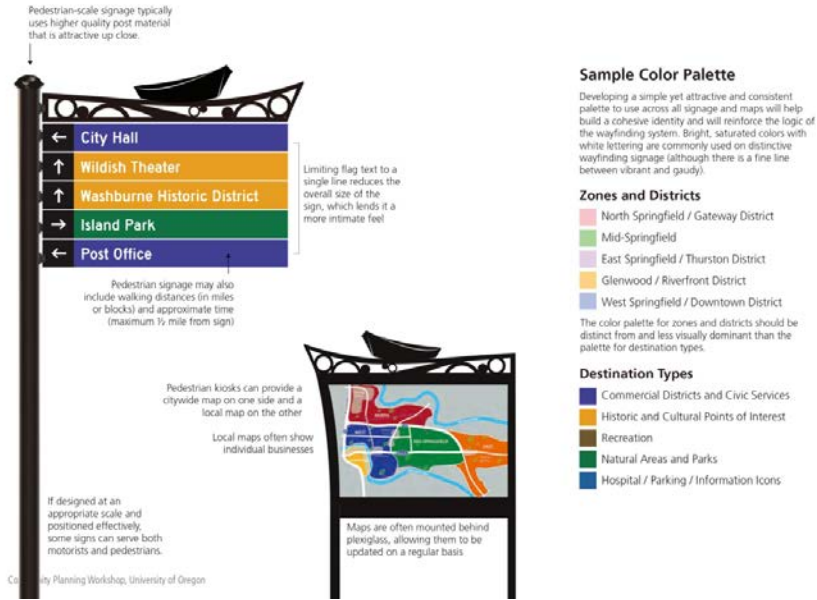 Pedestrian-scale signage typically
uses higher quality post material
that is attractive up close.
← City Hall
↑ Wildish Theater
↑ Washburne Historic District
→ Island Park
← Post Office
Limiting flag text to a
single line reduces the
overall size of the
sign, which lends it a
more intimate feel
Pedestrian signage may also
include walking distances (in miles
or blocks) and approximate time
(maximum ½ mile from sign)
Pedestrian kiosks can provide a
citywide map on one side and a
local map on the other
Local maps often show
individual businesses
If designed at an
appropriate scale and
positioned effectively,
some signs can serve both
motorists and pedestrians.
Maps are often mounted behind
plexiglass, allowing them to be
updated on a regular basis
Planning Workshop, University of Oregon
Sample Color Palette
Developing a simple yet attractive and consistent
palette to use across all signage and maps will help
build a cohesive identity and will reinforce the logic of
the wayfinding system. Bright, saturated colors with
white lettering are commonly used on distinctive
wayfinding signage (although there is a fine line
between vibrant and gaudy).
Zones and Districts
North Springfield / Gateway District
Mid-Springfield
East Springfield / Thurston District
Glenwood / Riverfront District
West Springfield / Downtown District
The color palette for zones and districts should be
distinct from and less visually dominant than the
palette for destination types.
Destination Types
Commercial Districts and Civic Services
Historic and Cultural Points of Interest
Recreation
Natural Areas and Parks
Hospital / Parking / Information Icons